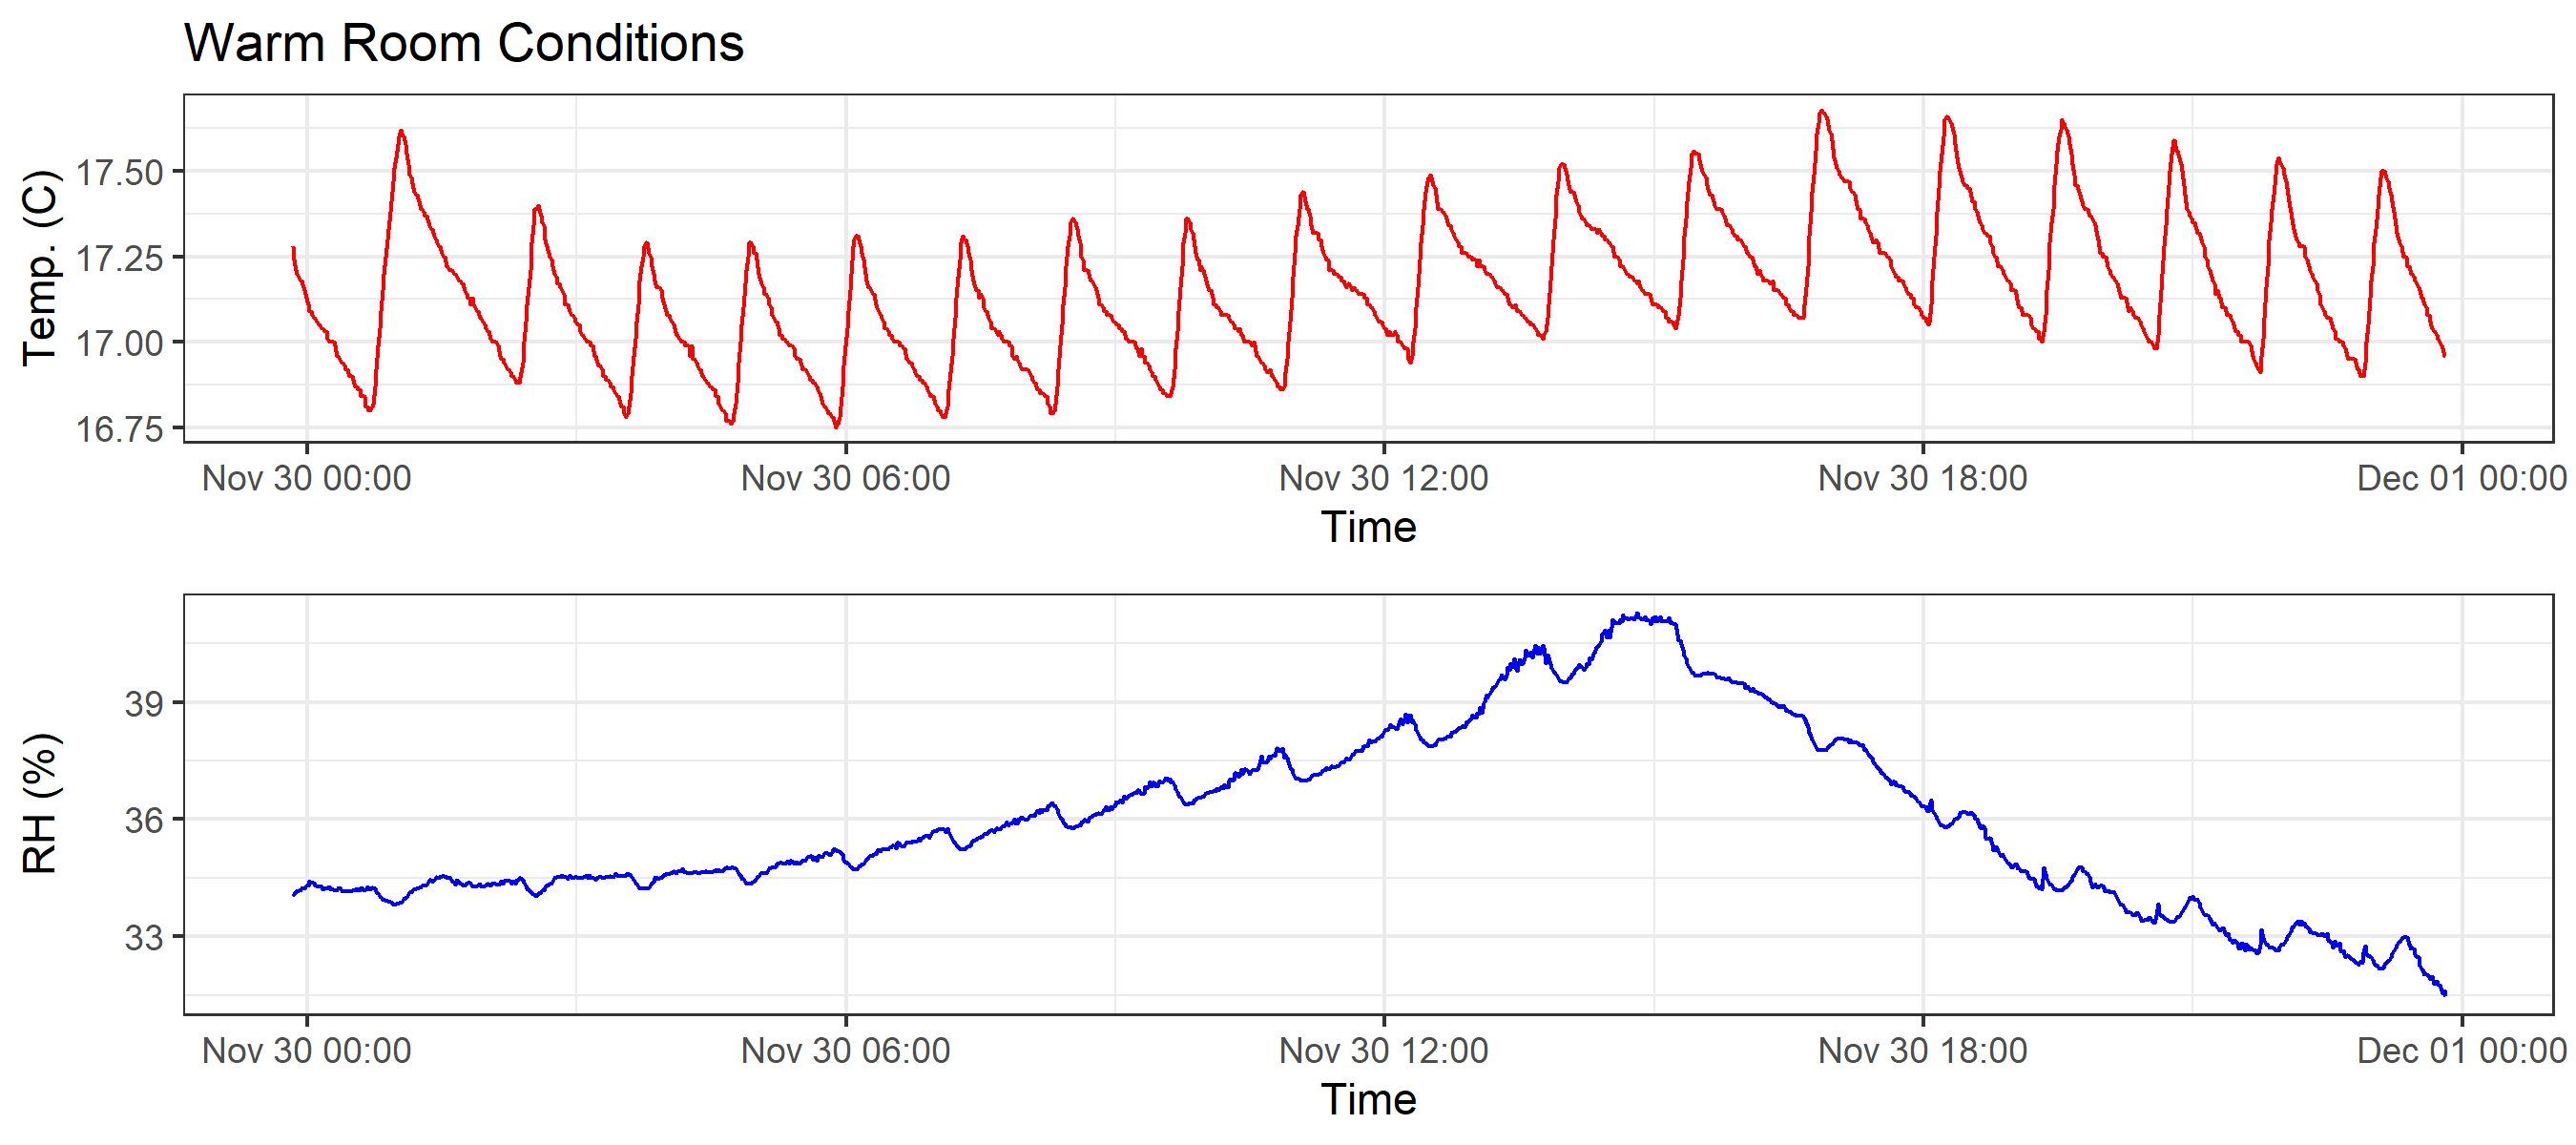 Warm Room Conditions
Temp. (C)
17.50
17.25
17.00
16.75
Nov 30 00:00 Nov 30 06:00 Nov 30 12:00 Nov 30 18:00 Dec 01 00:00
Time
RH (%)
39
36
33
Nov 30 00:00 Nov 30 06:00 Nov 30 12:00 Nov 30 18:00 Dec 01 00:00
Time